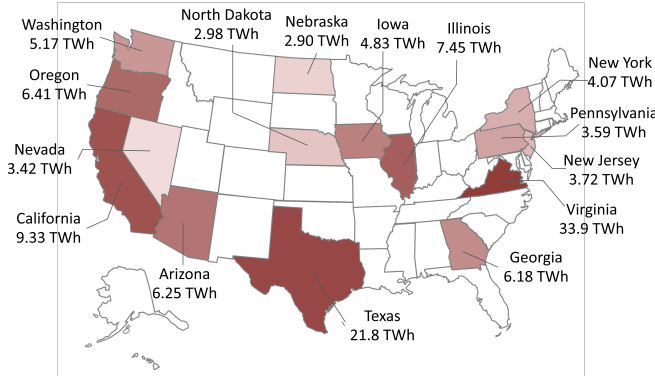 Washington
5.17 TWh
North Dakota
2.98 TWh
Nebraska
2.90 TWh
Iowa
4.83 TWh
Illinois
7.45 TWh
Oregon
6.41 TWh
New York
4.07 TWh
Pennsylvania
3.59 TWh
Nevada
3.42 TWh
New Jersey
3.72 TWh
California
9.33 TWh
Virginia
33.9 TWh
Arizona
6.25 TWh
Georgia
6.18 TWh
Texas
21.8 TWh